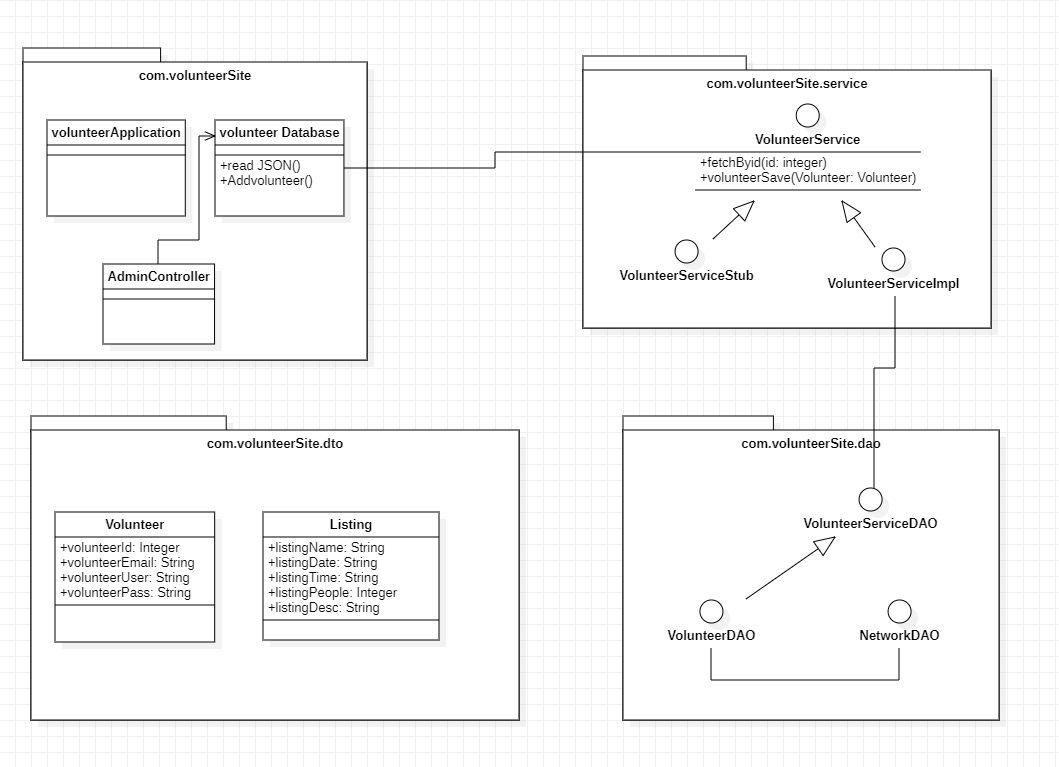 com.volunteerSite
volunteerApplication
volunteer Database
+read JSON()
+Addvolunteer()
AdminController
com.volunteerSite.service
VolunteerService
+fetchByid(id: integer)
+volunteerSave(Volunteer: Volunteer)
VolunteerServiceStub
VolunteerServiceImpl
com.volunteerSite.dto
Volunteer
+volunteerId: Integer
+volunteerEmail: String
+volunteerUser: String
+volunteerPass: String
Listing
+listingName: String
+listingDate: String
+listingTime: String
+listingPeople: Integer
+listingDesc: String
com.volunteerSite.dao
VolunteerServiceDAO
VolunteerDAO
NetworkDAO